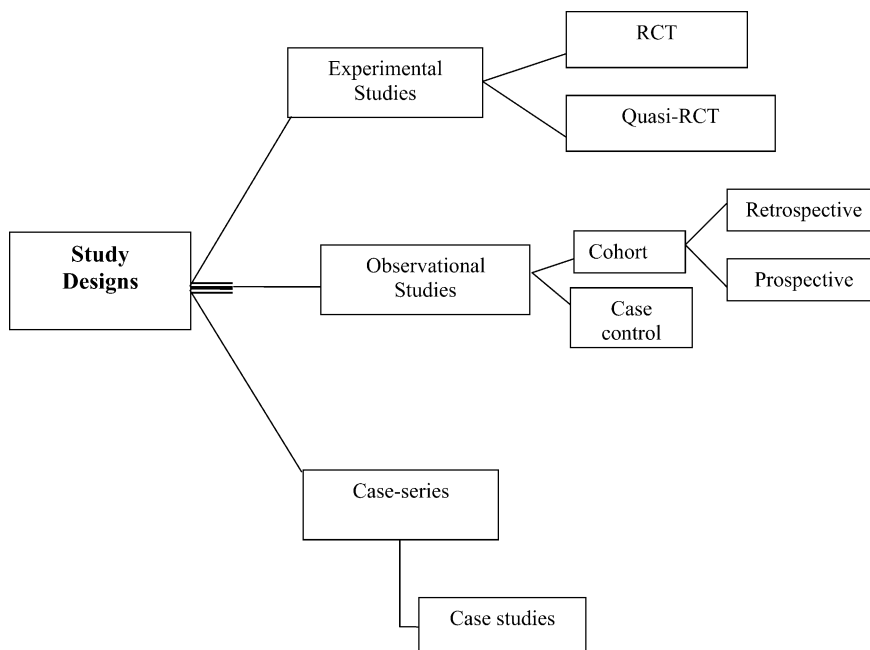 RCT
Experimental
Studies
Quasi-RCT
Retrospective
Study
Designs
Observational
Studies
Cohort
Prospective
Case
control
Case-series
Case studies